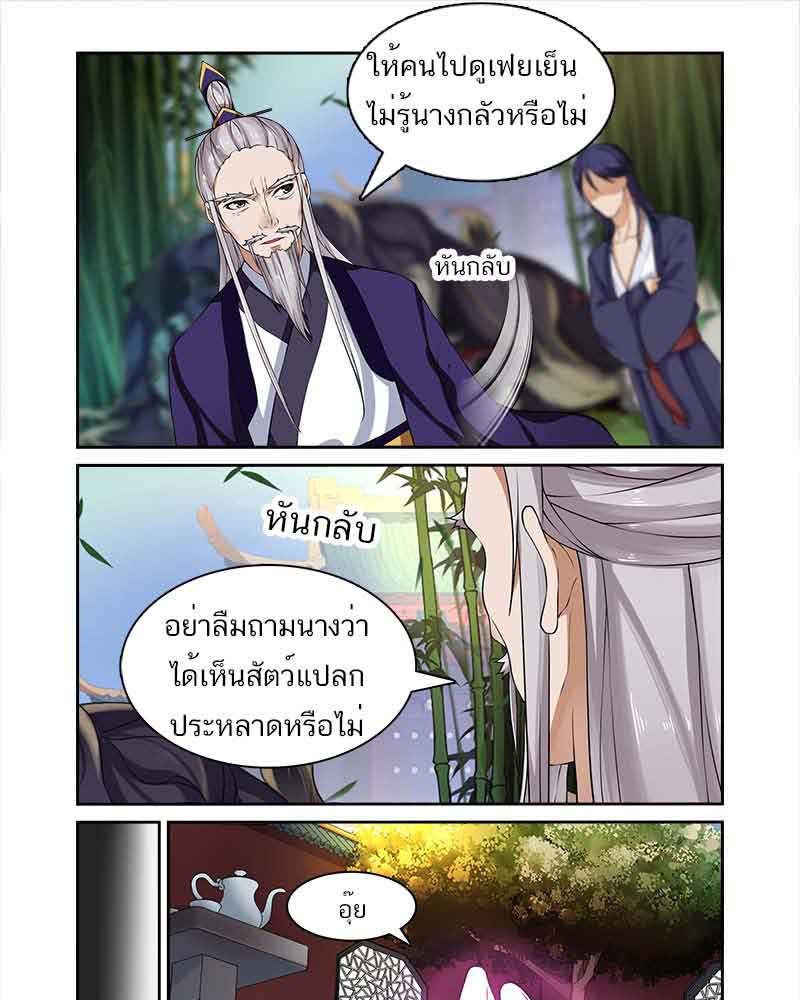 ให้คนไปดูเฟยเย็น
ไม่รู้นางกลัวหรือไม่
หันกลับ
หันกลับ
อย่าลืมถามนางว่า
ได้เห็นสัตว์แปลก
ประหลาดหรือไม่
อุ๊ย